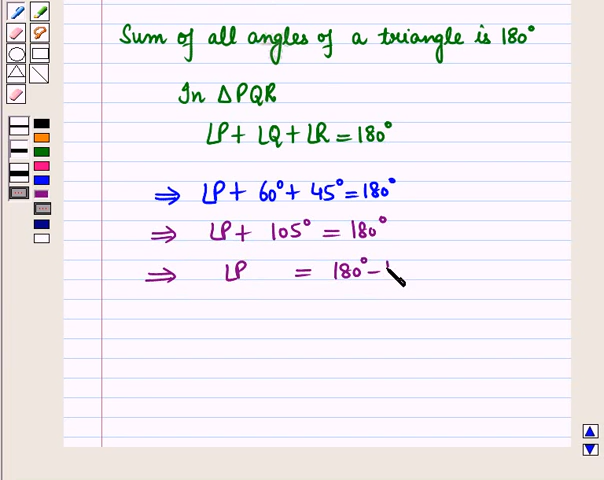 Sum of all angles of a triangle is 180°
In ΔPQR
∠P + ∠Q + ∠R = 180°
⇒ ∠P + 60° + 45° = 180°
⇒ ∠P + 105° = 180°
⇒ ∠P = 180° -